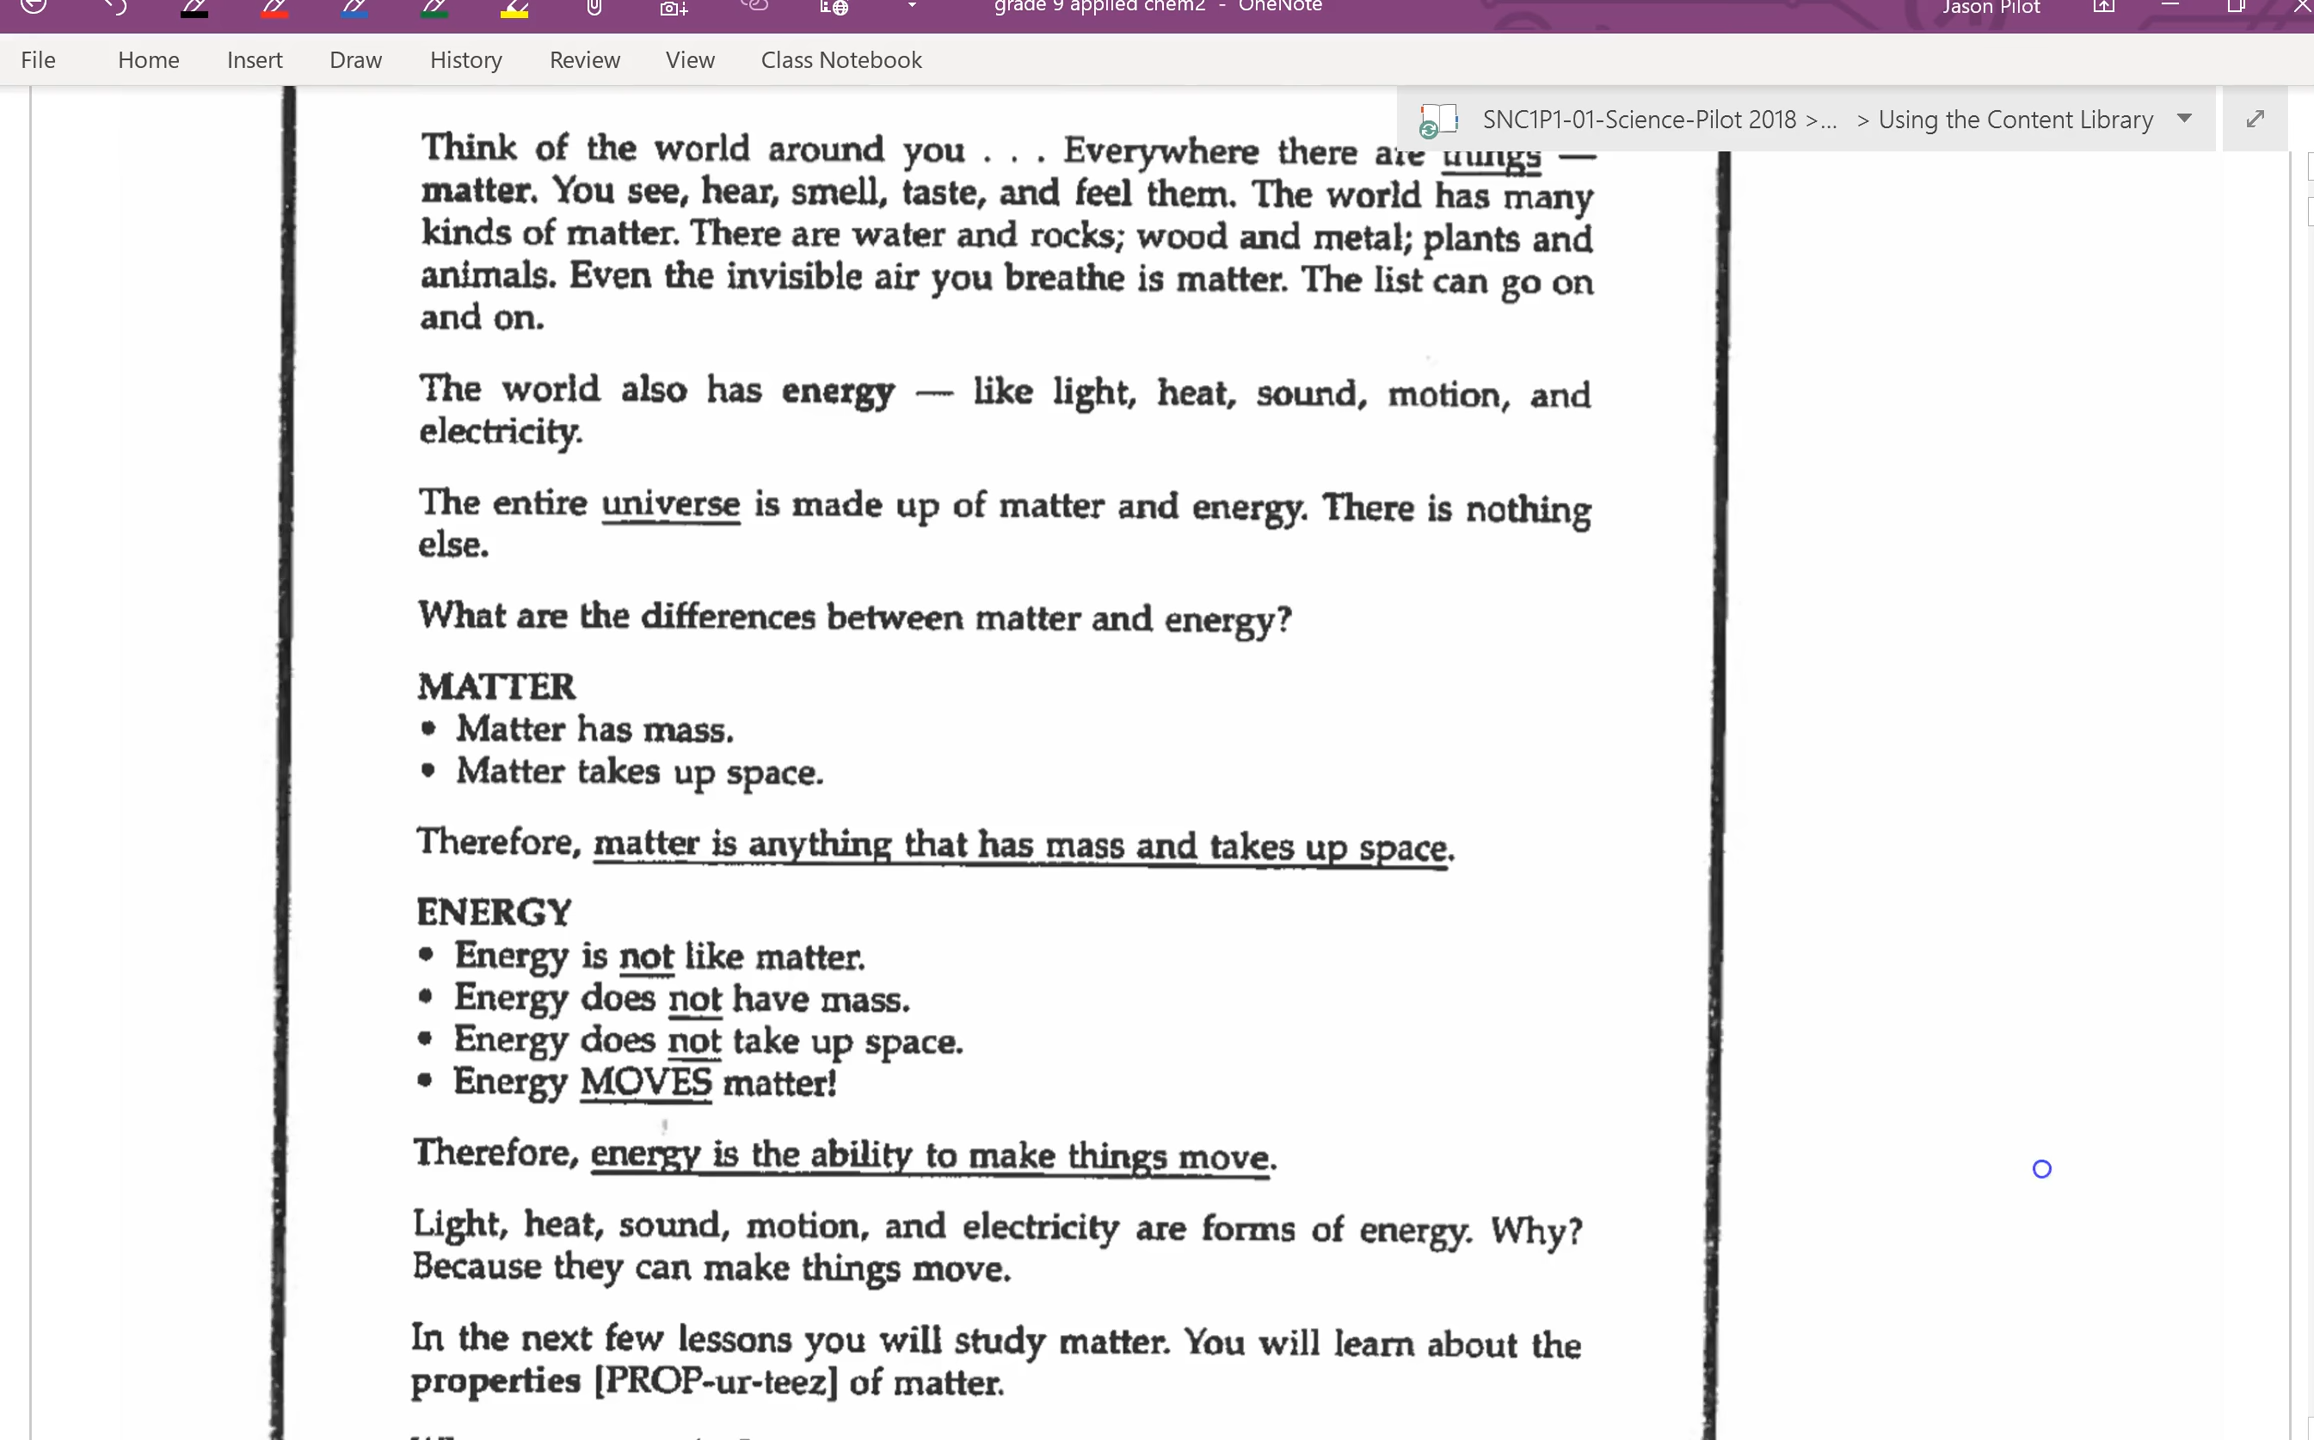 grade 9 applied chem2 - OneNote
Jason Pilot
File Home Insert Draw History Review View Class Notebook
SNC1P1-01-Science-Pilot 2018 >... > Using the Content Library
Think of the world around you . . . Everywhere there are things —
matter. You see, hear, smell, taste, and feel them. The world has many
kinds of matter. There are water and rocks; wood and metal; plants and
animals. Even the invisible air you breathe is matter. The list can go on
and on.
The world also has energy — like light, heat, sound, motion, and
electricity.
The entire universe is made up of matter and energy. There is nothing
else.
What are the differences between matter and energy?
MATTER
• Matter has mass.
• Matter takes up space.
Therefore, matter is anything that has mass and takes up space.
ENERGY
• Energy is not like matter.
• Energy does not have mass.
• Energy does not take up space.
• Energy MOVES matter!
Therefore, energy is the ability to make things move.
Light, heat, sound, motion, and electricity are forms of energy. Why?
Because they can make things move.
In the next few lessons you will study matter. You will learn about the
properties [PROP-ur-teez] of matter.